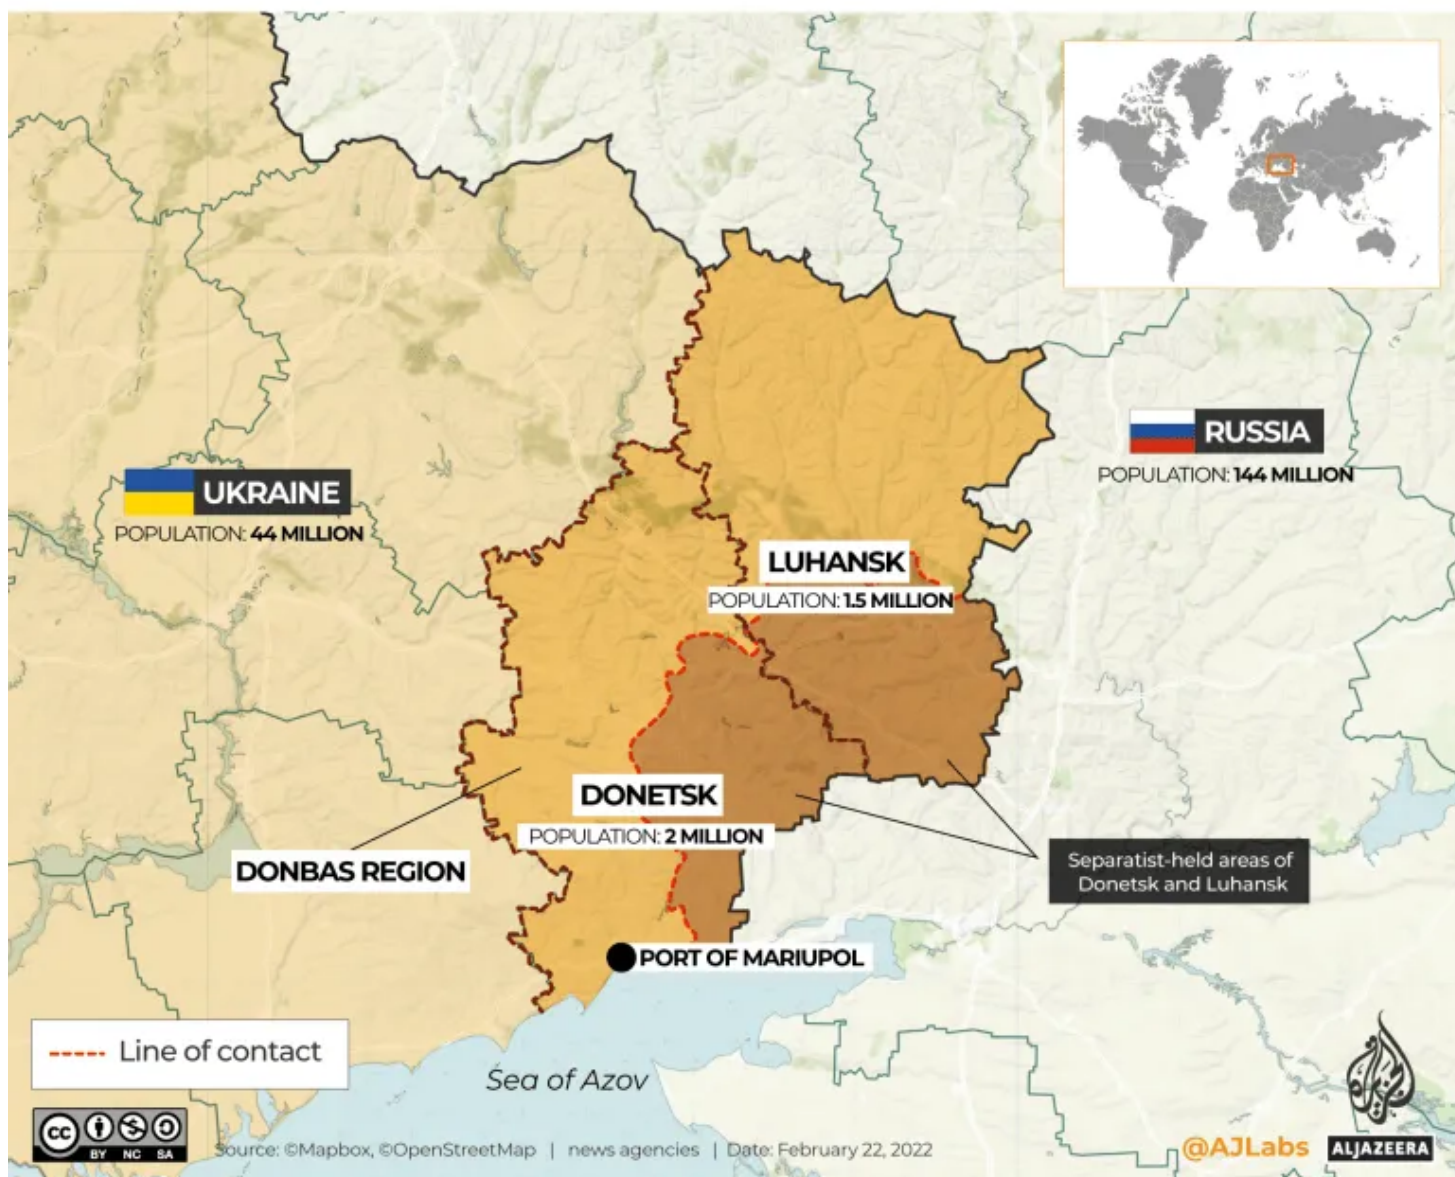 RUSSIA
POPULATION: 144 MILLION
UKRAINE
POPULATION: 44 MILLION
LUHANSK
POPULATION: 1.5 MILLION
DONETSK
POPULATION: 2 MILLION
DONBAS REGION
Separatist-held areas of
Donetsk and Luhansk
PORT OF MARIUPOL
Line of contact
Sea of Azov
cc
BY NC SA
Source: ©Mapbox, ©OpenStreetMap | news agencies | Date: February 22, 2022
@AJLabs
الجزيرة
ALJAZEERA